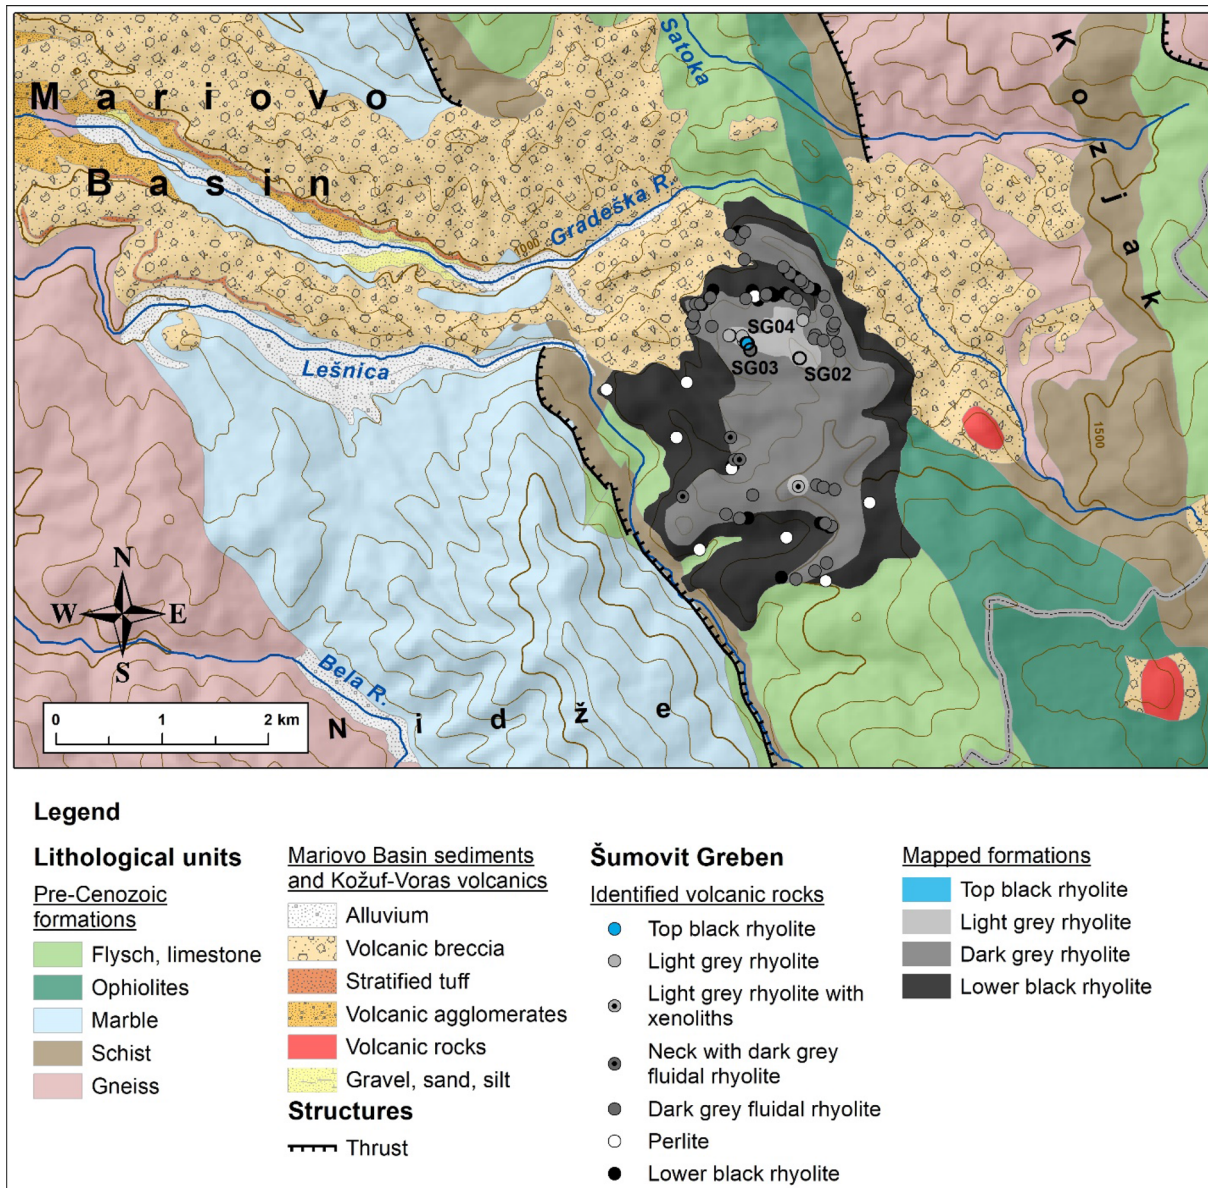 Mariovo
Basin
Satoka
Kozjak
Gradeška R.
1000
SG04
SG03
SG02
Lešnica
1500
N
W E
S
Bela R.
Nidže
0 1 2 km
Legend
Lithological units
Pre-Cenozoic
formations
Flysch, limestone
Ophiolites
Marble
Schist
Gneiss
Mariovo Basin sediments
and Kožuf-Voras volcanics
Alluvium
Volcanic breccia
Stratified tuff
Volcanic agglomerates
Volcanic rocks
Gravel, sand, silt
Structures
Thrust
Šumovit Greben
Identified volcanic rocks
Top black rhyolite
Light grey rhyolite
Light grey rhyolite with
xenoliths
Neck with dark grey
fluidal rhyolite
Dark grey fluidal rhyolite
Perlite
Lower black rhyolite
Mapped formations
Top black rhyolite
Light grey rhyolite
Dark grey rhyolite
Lower black rhyolite